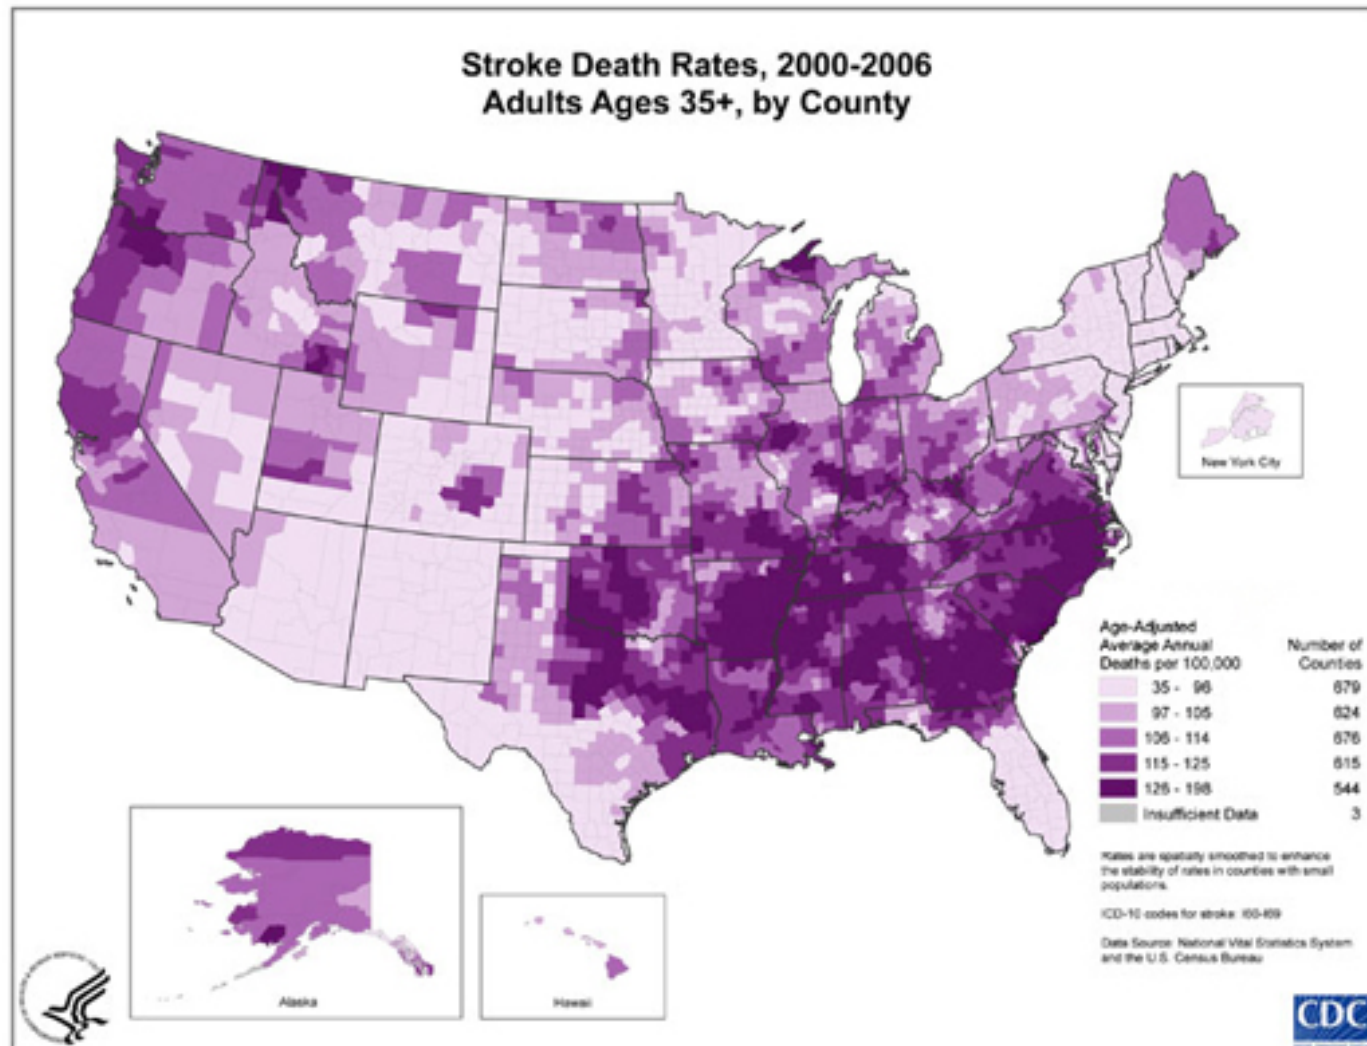 Stroke Death Rates, 2000-2006
Adults Ages 35+, by County
New York City
Age-Adjusted
Average Annual
Deaths per 100,000
Number of
Counties
35 - 96 679
97 - 105 624
106 - 114 676
115 - 125 615
126 - 198 544
Insufficient Data 3
Rates are spatially smoothed to enhance
the stability of rates in counties with small
populations.
ICD-10 codes for stroke: I60-I69
Data Source: National Vital Statistics System
and the U.S. Census Bureau
Alaska
Hawaii
CDC